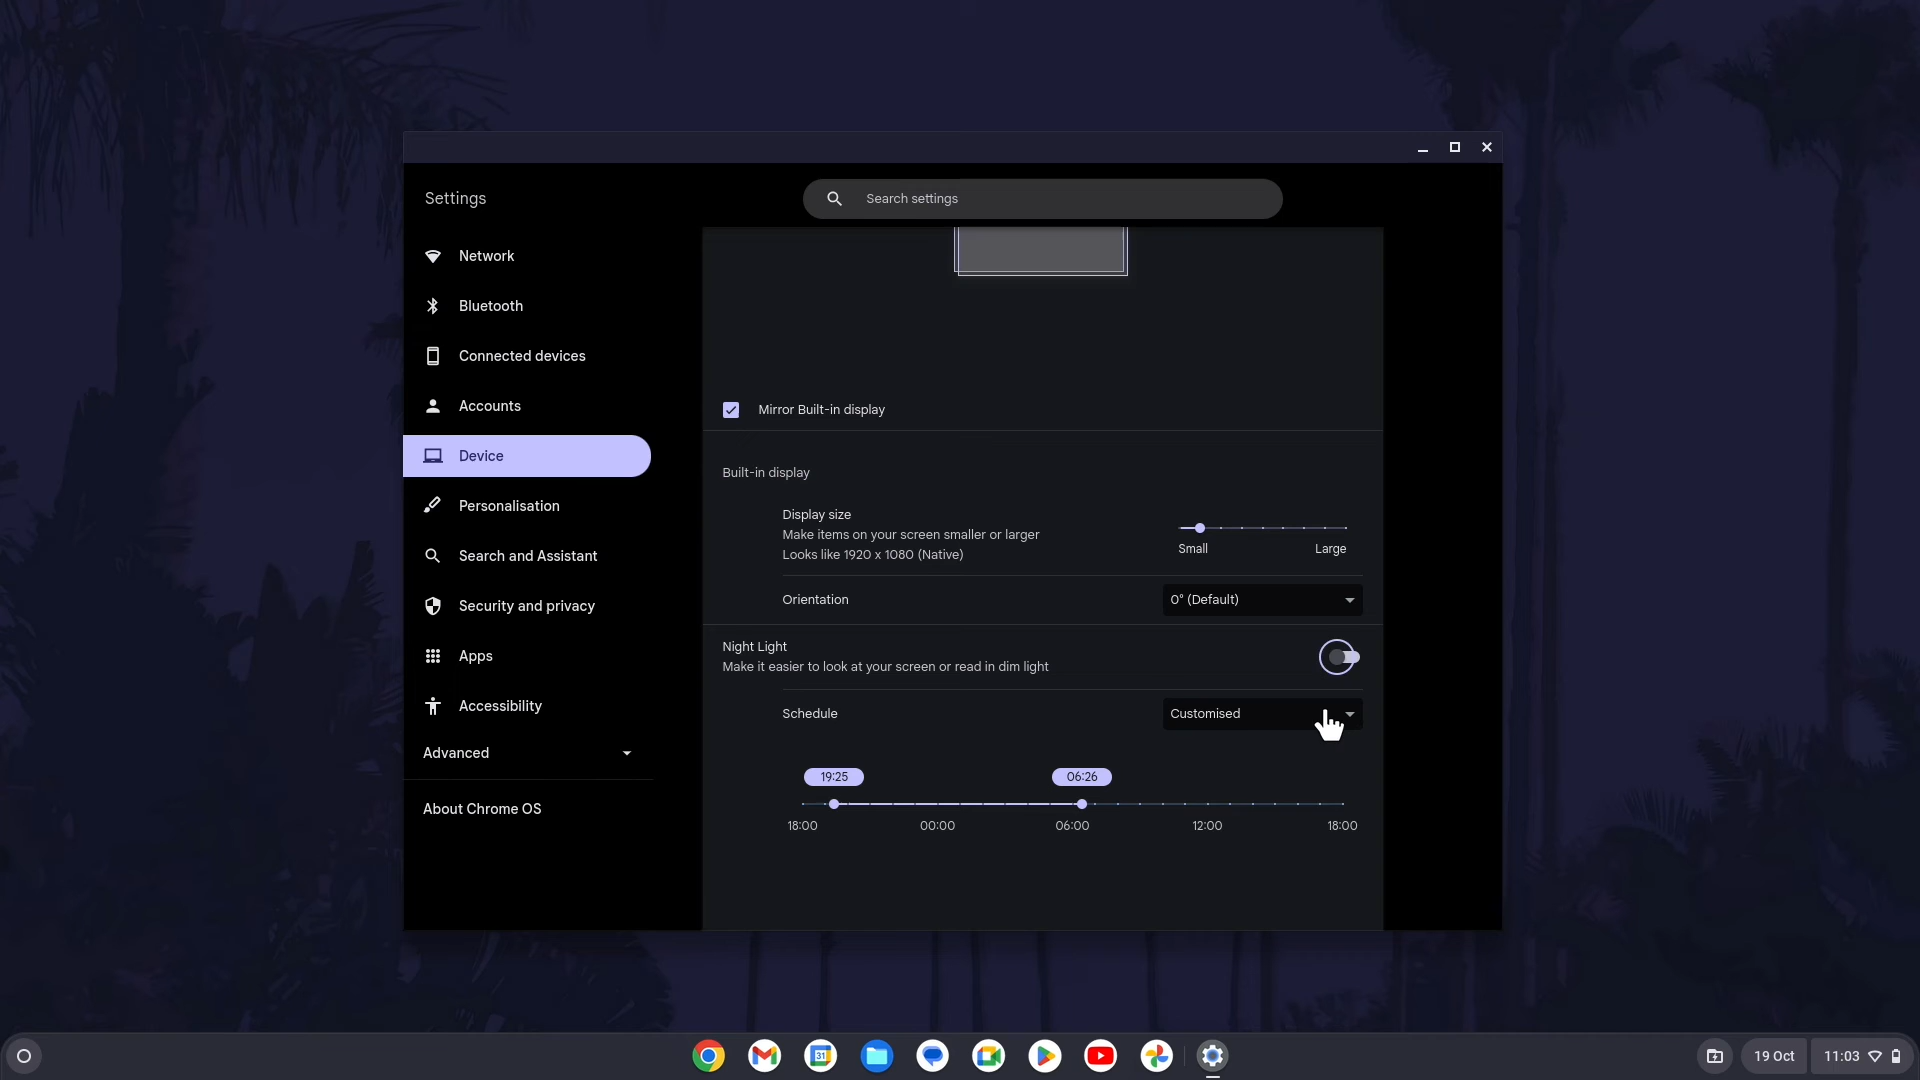 Settings
Search settings
Network
Bluetooth
Connected devices
Accounts
Device
Personalisation
Search and Assistant
Security and privacy
Apps
Accessibility
Advanced
About Chrome OS
Mirror Built-in display
Built-in display
Display size
Make items on your screen smaller or larger
Looks like 1920 x 1080 (Native)
Small Large
Orientation 0° (Default)
Night Light
Make it easier to look at your screen or read in dim light
Schedule Customised
19:25 06:26
18:00 00:00 06:00 12:00 18:00
31
19 Oct 11:03